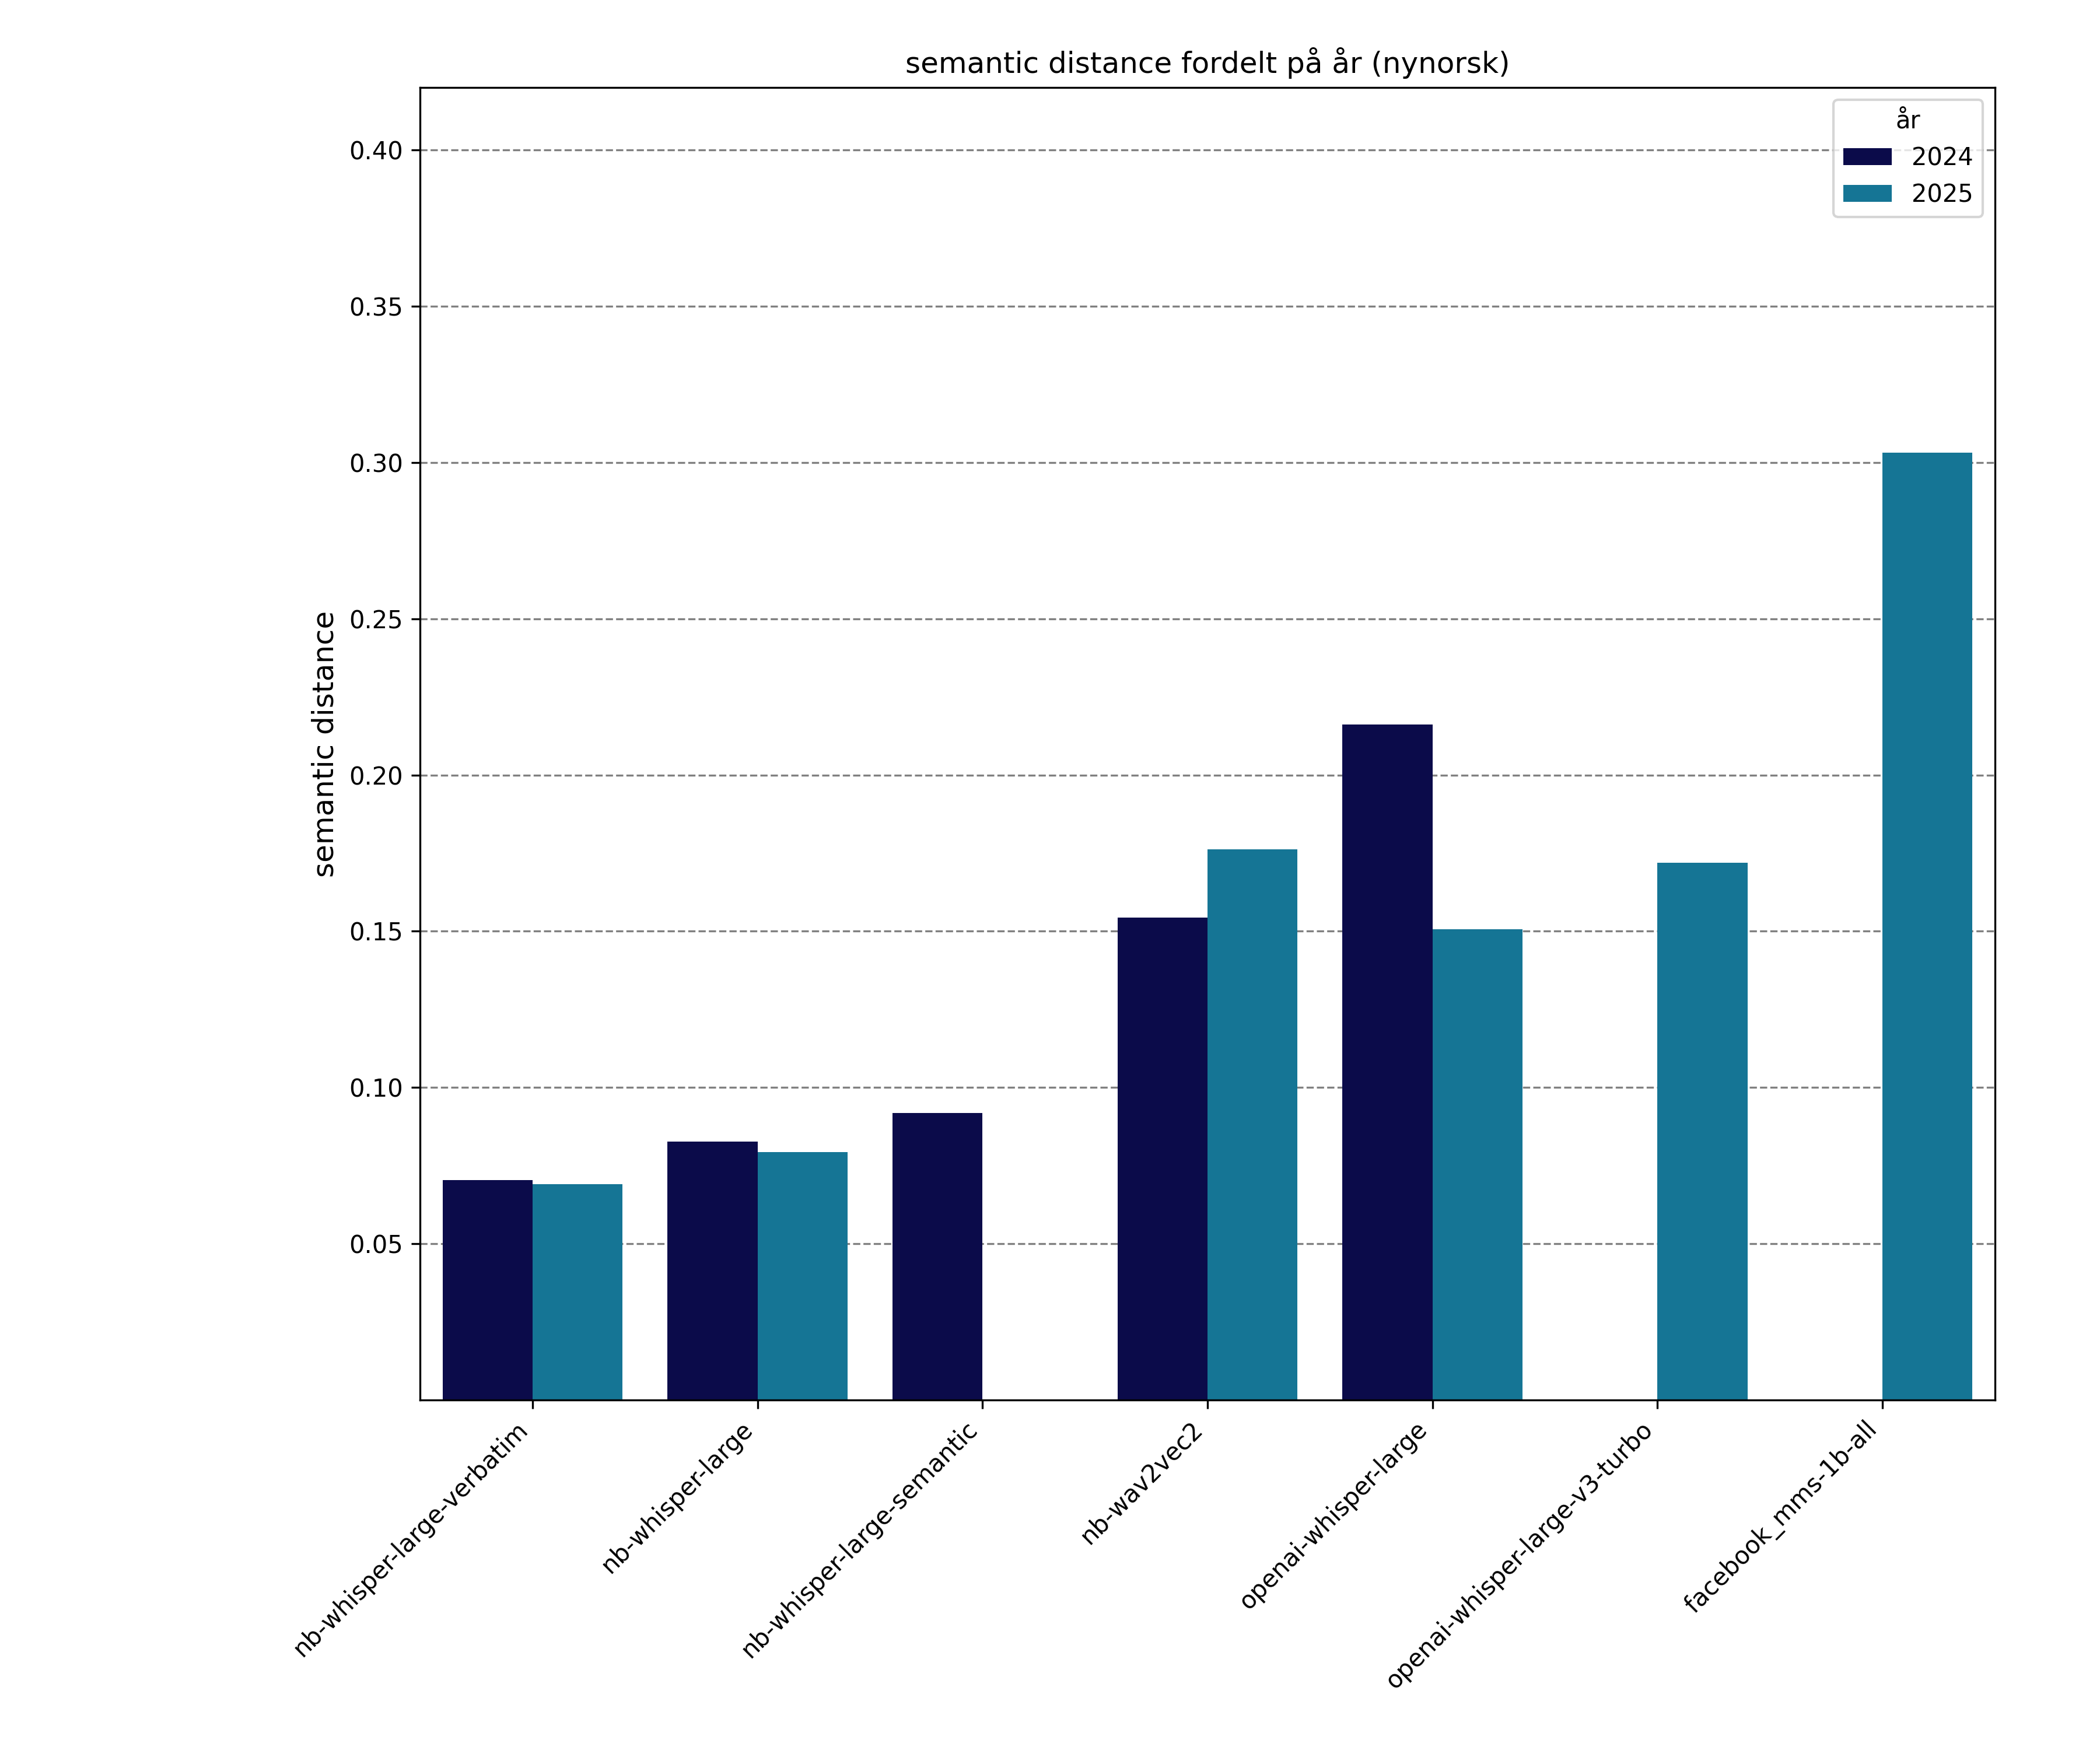 semantic distance fordelt på år (nynorsk)
år
2024
2025
semantic distance
0.40
0.35
0.30
0.25
0.20
0.15
0.10
0.05
nb-whisper-large-verbatim
nb-whisper-large
nb-whisper-large-semantic
nb-wav2vec2
openai-whisper-large
openai-whisper-large-v3-turbo
facebook_mms-1b-all